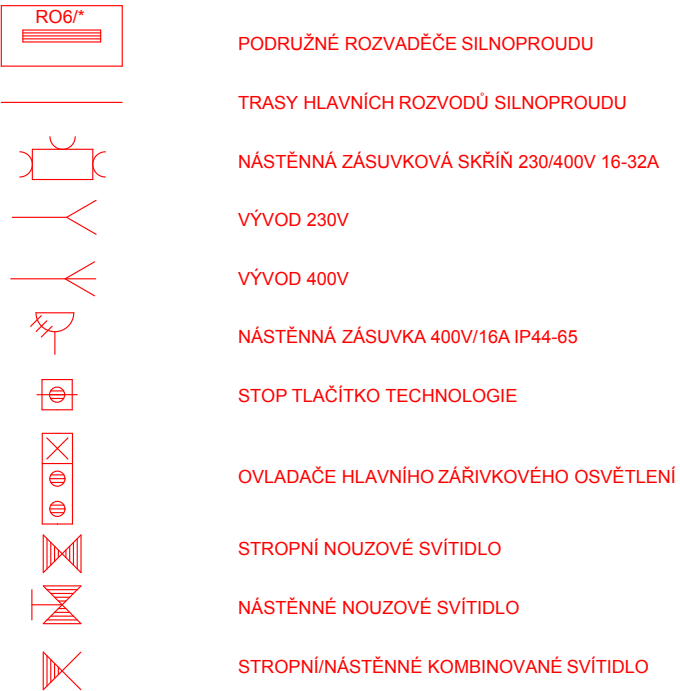 RO6/*
PODRUŽNÉ ROZVADĚČE SILNOPROUDU
TRASY HLAVNÍCH ROZVODŮ SILNOPROUDU
NÁSTĚNNÁ ZÁSUVKOVÁ SKŘÍŇ 230/400V 16-32A
VÝVOD 230V
VÝVOD 400V
NÁSTĚNNÁ ZÁSUVKA 400V/16A IP44-65
STOP TLAČÍTKO TECHNOLOGIE
OVLADAČE HLAVNÍHO ZÁŘIVKOVÉHO OSVĚTLENÍ
STROPNÍ NOUZOVÉ SVÍTIDLO
NÁSTĚNNÉ NOUZOVÉ SVÍTIDLO
STROPNÍ/NÁSTĚNNÉ KOMBINOVANÉ SVÍTIDLO